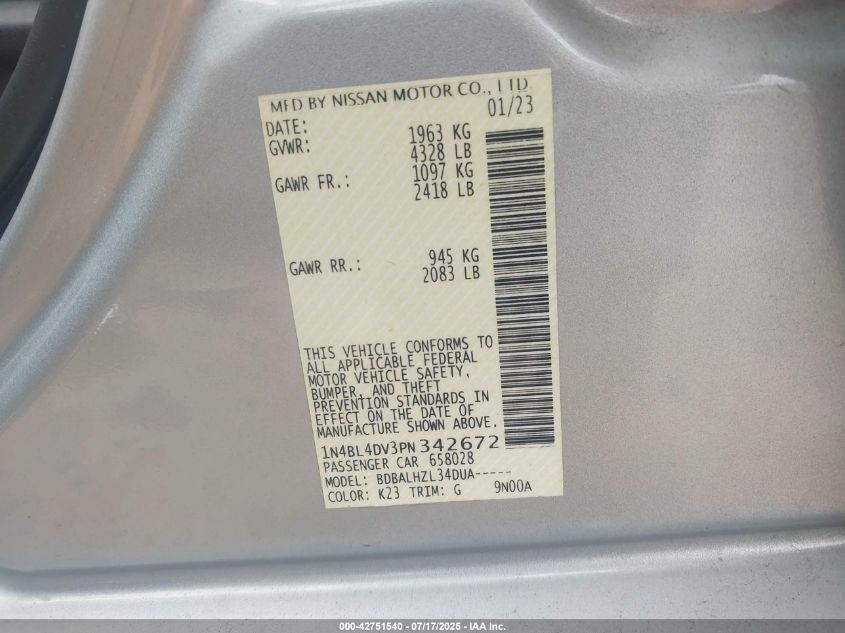 MFD BY NISSAN MOTOR CO., LTD.
DATE: 01/23
GVWR: 1963 KG
4328 LB
GAWR FR.: 1097 KG
2418 LB
GAWR RR.: 945 KG
2083 LB
THIS VEHICLE CONFORMS TO
ALL APPLICABLE FEDERAL
MOTOR VEHICLE SAFETY,
BUMPER, AND THEFT
PREVENTION STANDARDS IN
EFFECT ON THE DATE OF
MANUFACTURE SHOWN ABOVE.
1N4BL4DV3PN342672
PASSENGER CAR 658028
MODEL: BDBALHZL34DUA-----
COLOR: K23 TRIM: G 9N00A
000-42751540 - 07/17/2025 - IAA Inc.